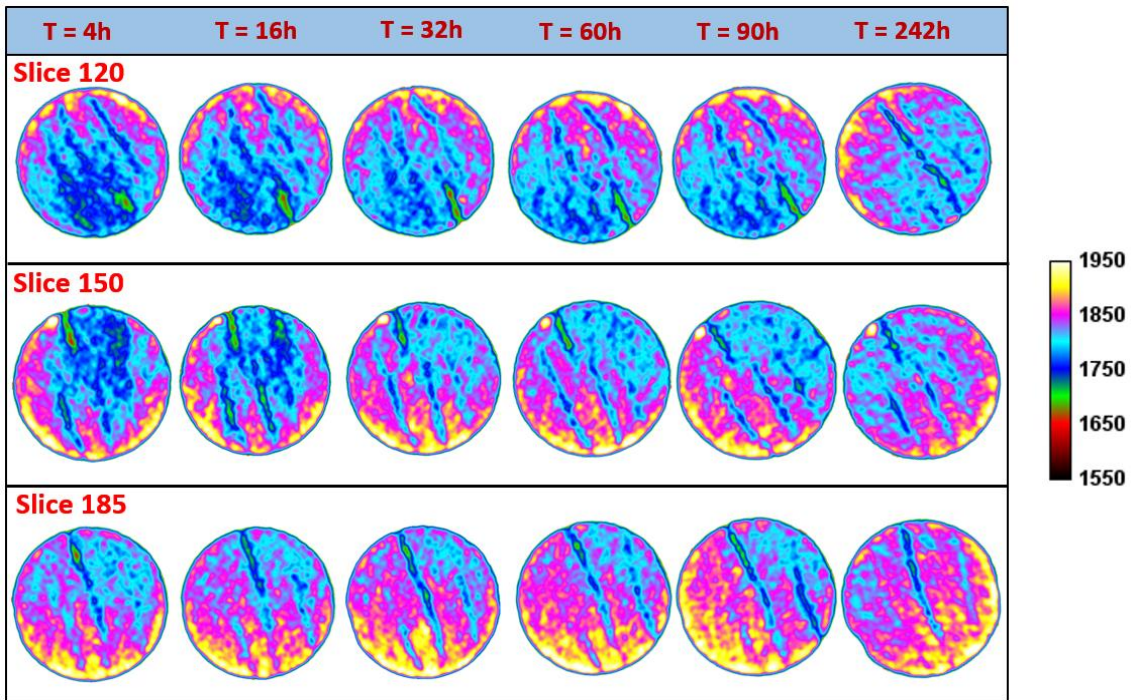 T = 4h T = 16h T = 32h T = 60h T = 90h T = 242h
Slice 120
Slice 150
Slice 185
1950
1850
1750
1650
1550